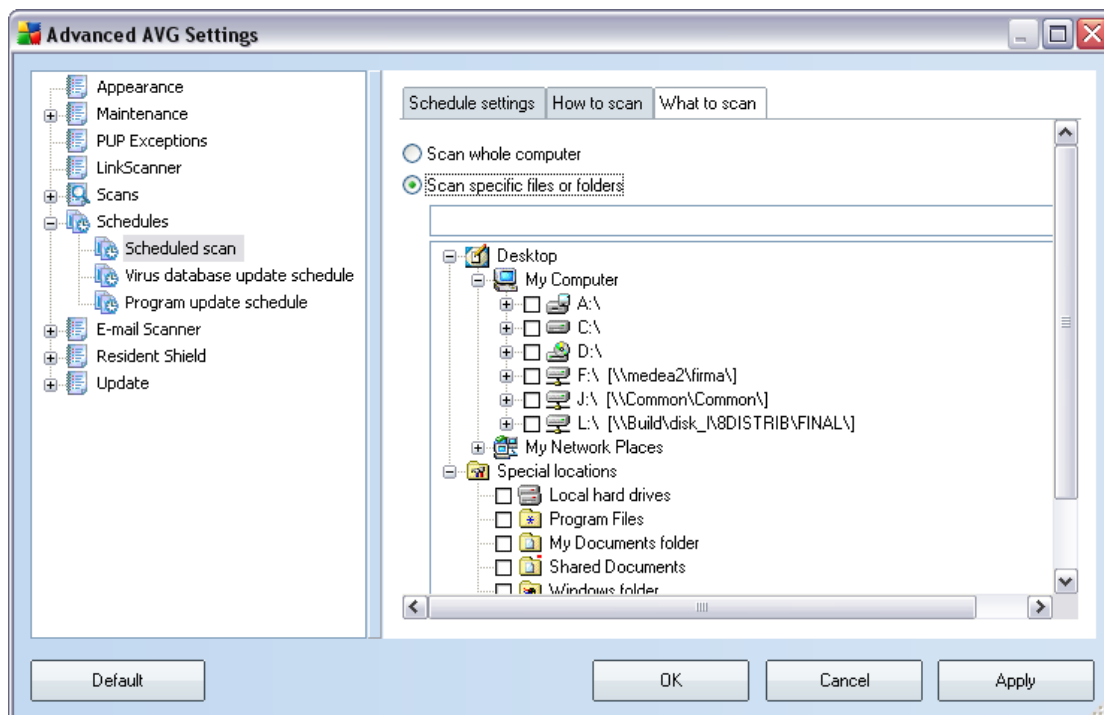 Advanced AVG Settings
Appearance
Maintenance
PUP Exceptions
LinkScanner
Scans
Schedules
Scheduled scan
Virus database update schedule
Program update schedule
E-mail Scanner
Resident Shield
Update
Schedule settings
How to scan
What to scan
Scan whole computer
Scan specific files or folders
Desktop
My Computer
A:\
C:\
D:\
F:\ [\\medea2\firma\]
J:\ [\\Common\Common\]
L:\ [\\Build\disk_l\8DISTRIB\FINAL\]
My Network Places
Special locations
Local hard drives
Program Files
My Documents folder
Shared Documents
Windows folder
Default
OK
Cancel
Apply